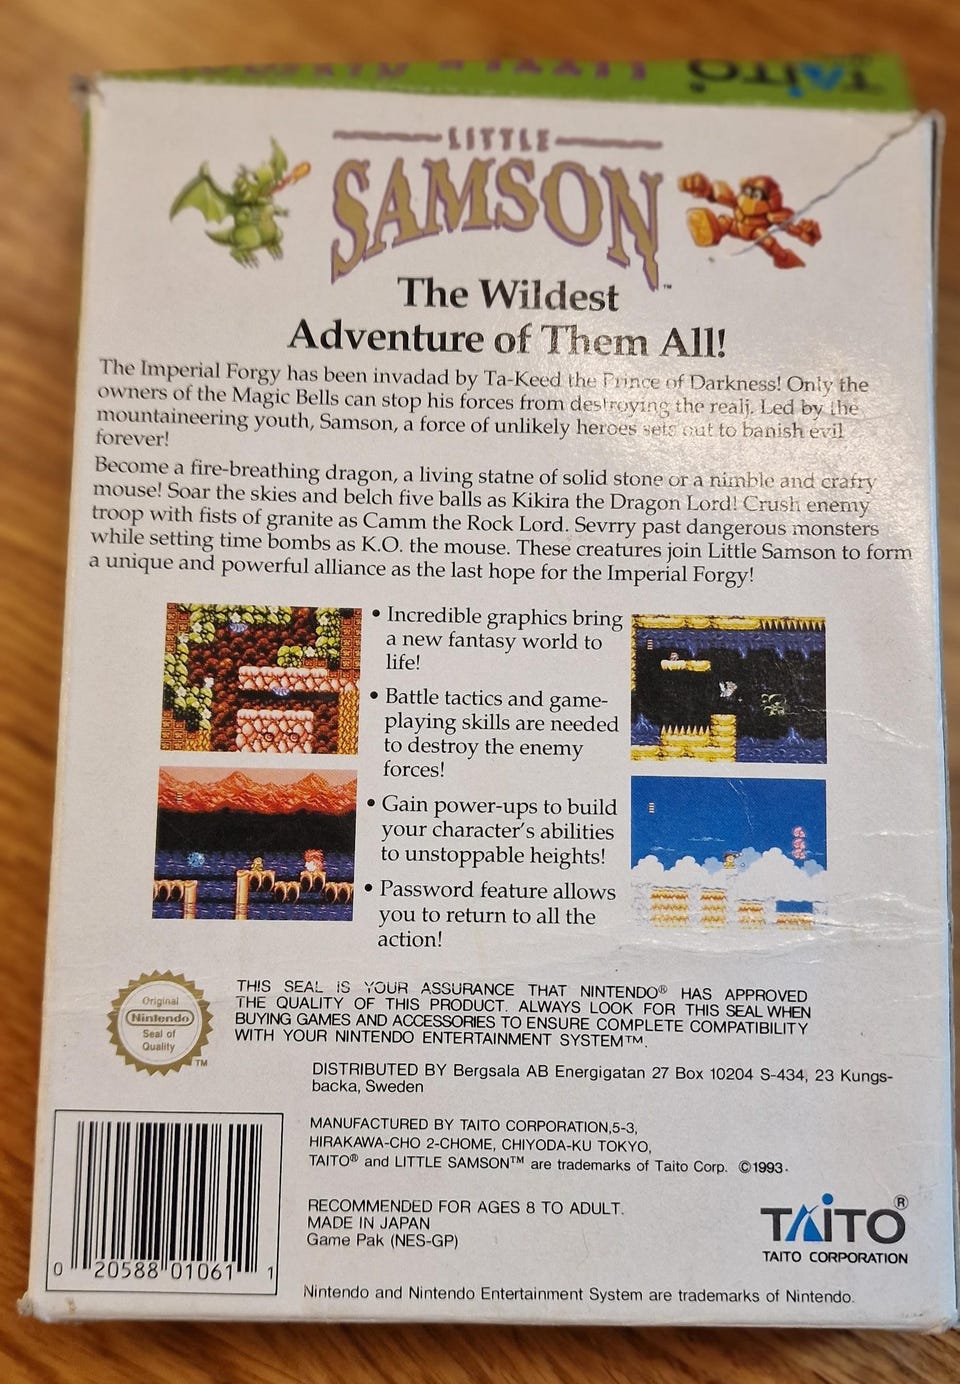 TAITO
LITTLE
SAMSON™
The Wildest
Adventure of Them All!
The Imperial Forgy has been invadad by Ta-Keed the Prince of Darkness! Only the
owners of the Magic Bells can stop his forces from destroying the realj. Led by the
mountaineering youth, Samson, a force of unlikely heroes sets out to banish evil
forever!
Become a fire-breathing dragon, a living statne of solid stone or a nimble and crafry
mouse! Soar the skies and belch five balls as Kikira the Dragon Lord! Crush enemy
troop with fists of granite as Camm the Rock Lord. Sevrry past dangerous monsters
while setting time bombs as K.O. the mouse. These creatures join Little Samson to form
a unique and powerful alliance as the last hope for the Imperial Forgy!
• Incredible graphics bring
a new fantasy world to
life!
• Battle tactics and game-
playing skills are needed
to destroy the enemy
forces!
• Gain power-ups to build
your character's abilities
to unstoppable heights!
• Password feature allows
you to return to all the
action!
Original
Nintendo
Seal of
Quality
TM
THIS SEAL IS YOUR ASSURANCE THAT NINTENDO® HAS APPROVED
THE QUALITY OF THIS PRODUCT. ALWAYS LOOK FOR THIS SEAL WHEN
BUYING GAMES AND ACCESSORIES TO ENSURE COMPLETE COMPATIBILITY
WITH YOUR NINTENDO ENTERTAINMENT SYSTEM™.
DISTRIBUTED BY Bergsala AB Energigatan 27 Box 10204 S-434, 23 Kungs-
backa, Sweden
MANUFACTURED BY TAITO CORPORATION,5-3,
HIRAKAWA-CHO 2-CHOME, CHIYODA-KU TOKYO,
TAITO® and LITTLE SAMSON™ are trademarks of Taito Corp. ©1993.
RECOMMENDED FOR AGES 8 TO ADULT.
MADE IN JAPAN
Game Pak (NES-GP)
TAITO®
TAITO CORPORATION
0 20588 01061 1
Nintendo and Nintendo Entertainment System are trademarks of Nintendo.